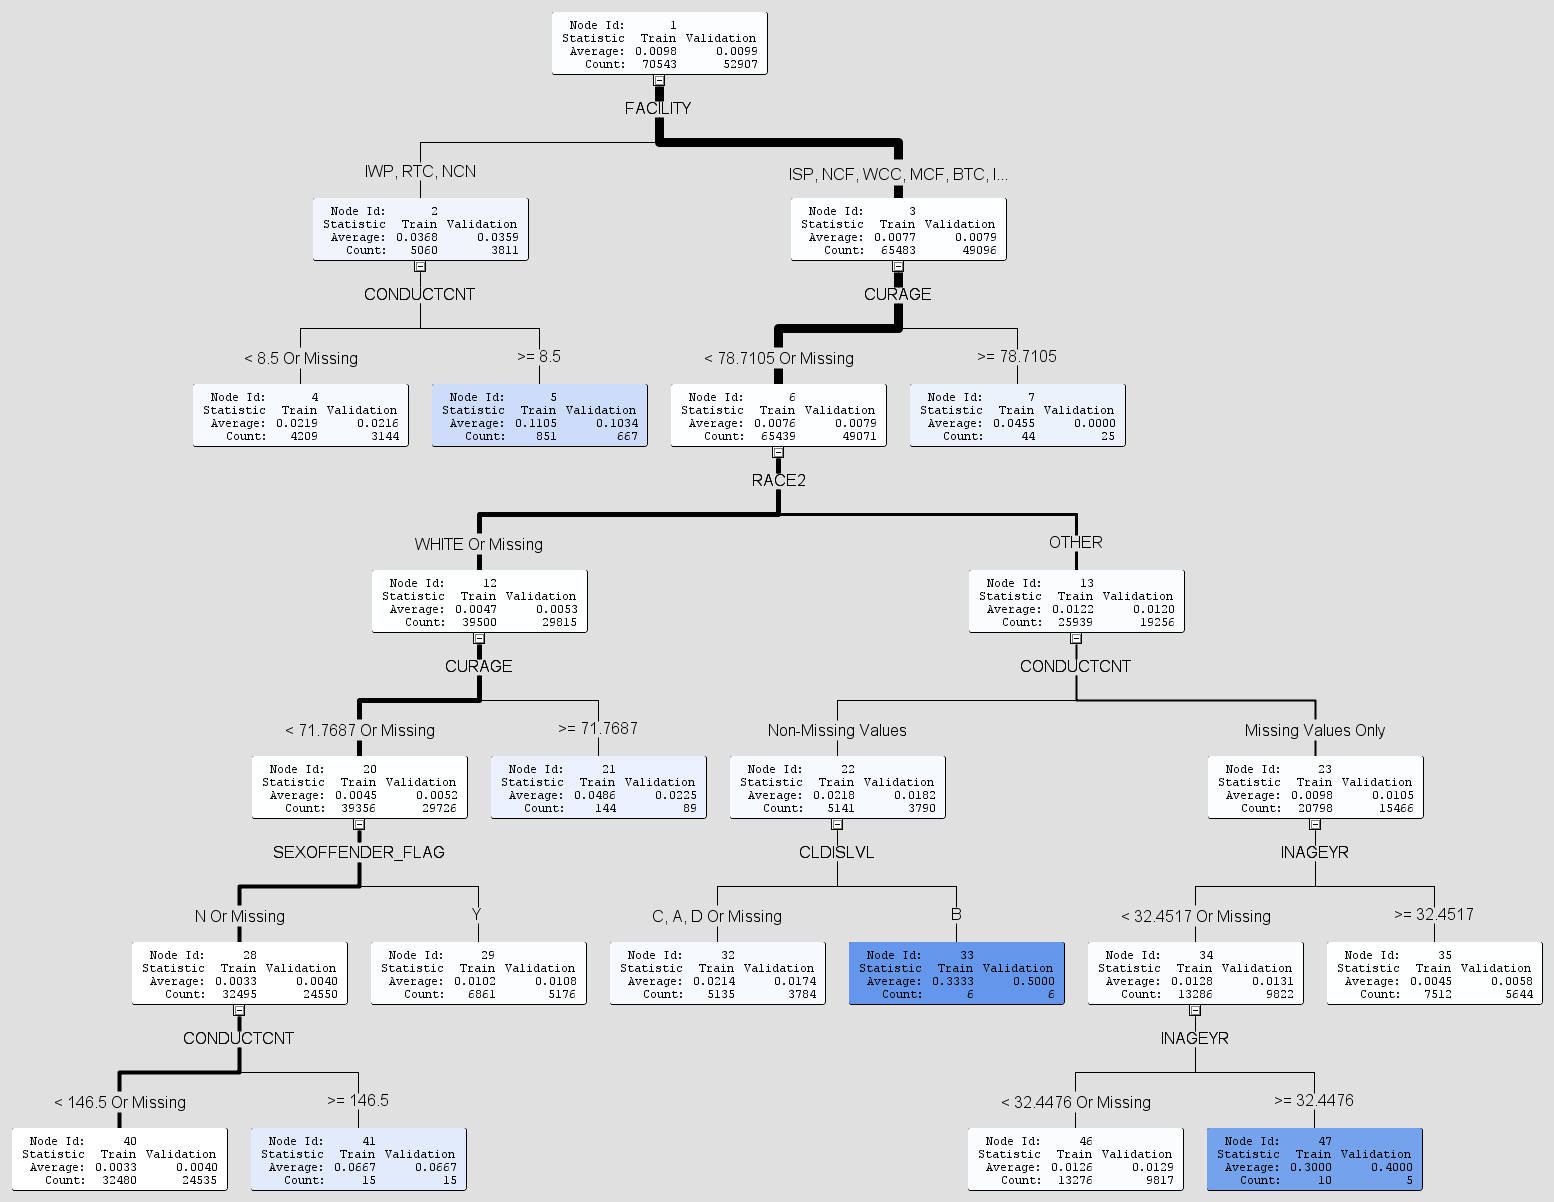 Node Id: 1
Statistic Train Validation
Average: 0.0098 0.0099
Count: 70543 52907
FACILITY
IWP, RTC, NCN
ISP, NCF, WCC, MCF, BTC, I...
Node Id: 2
Statistic Train Validation
Average: 0.0368 0.0359
Count: 5060 3811
Node Id: 3
Statistic Train Validation
Average: 0.0077 0.0079
Count: 65483 49096
CONDUCTCNT
CURAGE
< 8.5 Or Missing
>= 8.5
< 78.7105 Or Missing
>= 78.7105
Node Id: 4
Statistic Train Validation
Average: 0.0219 0.0216
Count: 4209 3144
Node Id: 5
Statistic Train Validation
Average: 0.1105 0.1034
Count: 851 667
Node Id: 6
Statistic Train Validation
Average: 0.0076 0.0079
Count: 65439 49071
Node Id: 7
Statistic Train Validation
Average: 0.0455 0.0000
Count: 44 25
RACE2
WHITE Or Missing
OTHER
Node Id: 12
Statistic Train Validation
Average: 0.0047 0.0053
Count: 39500 29815
Node Id: 13
Statistic Train Validation
Average: 0.0122 0.0120
Count: 25939 19256
CURAGE
CONDUCTCNT
< 71.7687 Or Missing
>= 71.7687
Non-Missing Values
Missing Values Only
Node Id: 20
Statistic Train Validation
Average: 0.0045 0.0052
Count: 39356 29726
Node Id: 21
Statistic Train Validation
Average: 0.0486 0.0225
Count: 144 89
Node Id: 22
Statistic Train Validation
Average: 0.0218 0.0182
Count: 5141 3790
Node Id: 23
Statistic Train Validation
Average: 0.0098 0.0105
Count: 20798 15466
SEXOFFENDER_FLAG
CLDISLVL
INAGEYR
N Or Missing
Y
C, A, D Or Missing
B
< 32.4517 Or Missing
>= 32.4517
Node Id: 28
Statistic Train Validation
Average: 0.0033 0.0040
Count: 32495 24550
Node Id: 29
Statistic Train Validation
Average: 0.0102 0.0108
Count: 6861 5176
Node Id: 32
Statistic Train Validation
Average: 0.0214 0.0174
Count: 5135 3784
Node Id: 33
Statistic Train Validation
Average: 0.3333 0.5000
Count: 6 6
Node Id: 34
Statistic Train Validation
Average: 0.0128 0.0131
Count: 13286 9822
Node Id: 35
Statistic Train Validation
Average: 0.0045 0.0058
Count: 7512 5644
CONDUCTCNT
INAGEYR
< 146.5 Or Missing
>= 146.5
< 32.4476 Or Missing
>= 32.4476
Node Id: 40
Statistic Train Validation
Average: 0.0033 0.0040
Count: 32480 24535
Node Id: 41
Statistic Train Validation
Average: 0.0667 0.0667
Count: 15 15
Node Id: 46
Statistic Train Validation
Average: 0.0126 0.0129
Count: 13276 9817
Node Id: 47
Statistic Train Validation
Average: 0.3000 0.4000
Count: 10 5